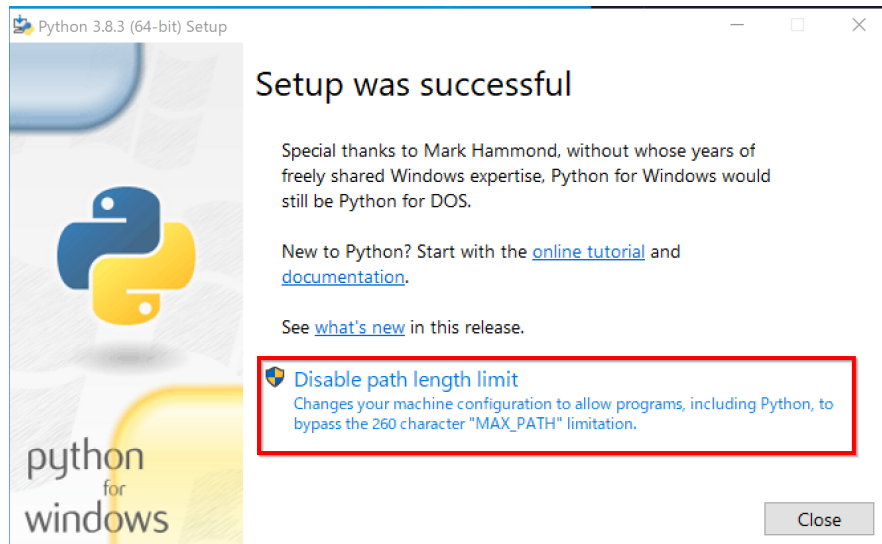 Python 3.8.3 (64-bit) Setup
Setup was successful
Special thanks to Mark Hammond, without whose years of
freely shared Windows expertise, Python for Windows would
still be Python for DOS.
New to Python? Start with the online tutorial and
documentation.
See what's new in this release.
Disable path length limit
Changes your machine configuration to allow programs, including Python, to
bypass the 260 character "MAX_PATH" limitation.
python
for
windows
Close